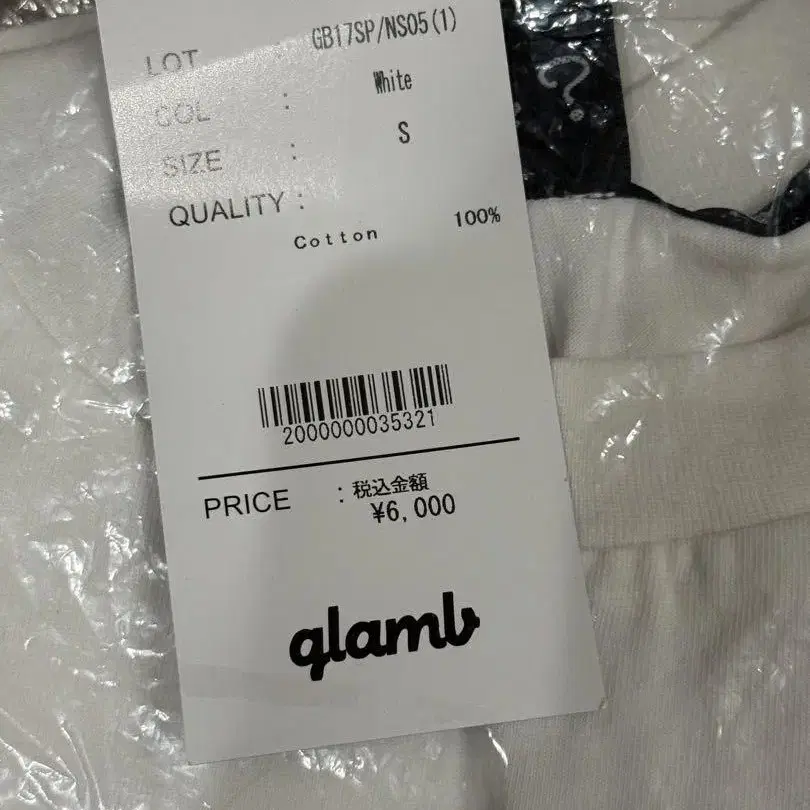 LOT : GB17SP/NS05(1)
COL : White
SIZE : S
QUALITY :
Cotton 100%
2000000035321
PRICE : 税込金額
¥6,000
glamb